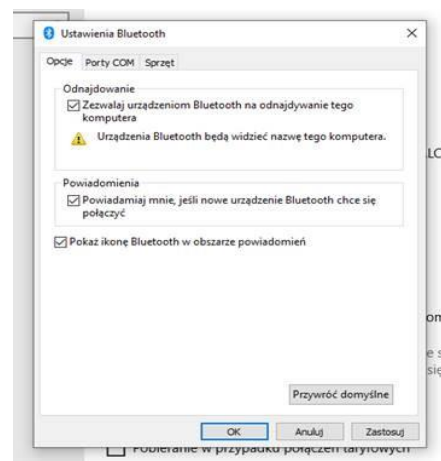 Ustawienia Bluetooth
Opcje
Porty COM
Sprzęt
Odnajdowanie
Zezwalaj urządzeniom Bluetooth na odnajdywanie tego
komputera
Urządzenia Bluetooth będą widzieć nazwę tego komputera.
Powiadomienia
Powiadamiaj mnie, jeśli nowe urządzenie Bluetooth chce się
połączyć
Pokaż ikonę Bluetooth w obszarze powiadomień
Przywróć domyślne
OK
Anuluj
Zastosuj
Pobieranie w przypadku połączeń taryfowych